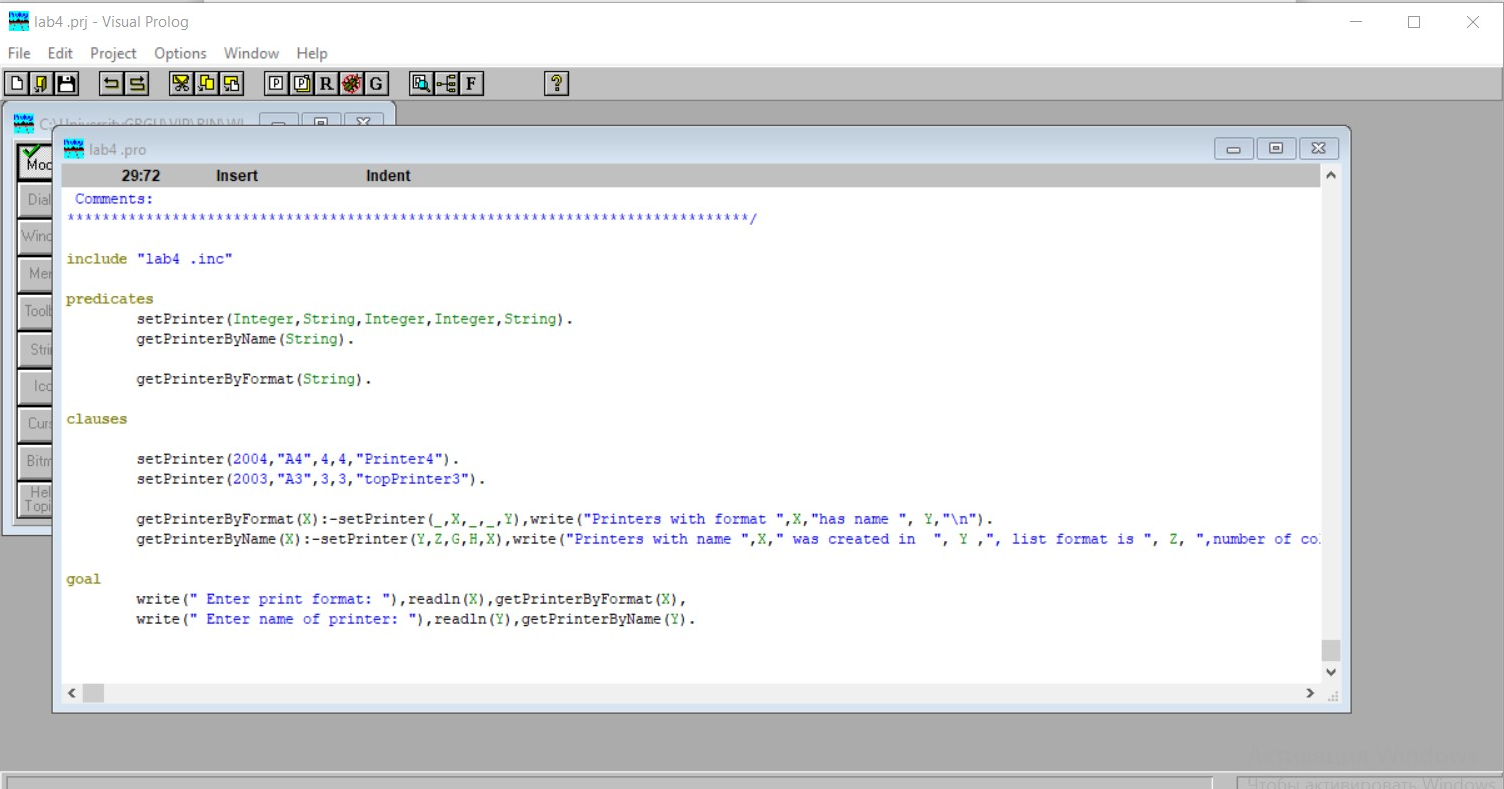 lab4 .prj - Visual Prolog
File Edit Project Options Window Help
P P R G F ?
lab4 .pro
29:72 Insert Indent
Comments:
******************************************************************************/
include "lab4 .inc"
predicates
setPrinter(Integer,String,Integer,Integer,String).
getPrinterByName(String).
getPrinterByFormat(String).
clauses
setPrinter(2004,"A4",4,4,"Printer4").
setPrinter(2003,"A3",3,3,"topPrinter3").
getPrinterByFormat(X):-setPrinter(_,X,_,_,Y),write("Printers with format ",X,"has name ", Y,"\n").
getPrinterByName(X):-setPrinter(Y,Z,G,H,X),write("Printers with name ",X," was created in  ", Y ,", list format is ", Z, ",number of co
goal
write(" Enter print format: "),readln(X),getPrinterByFormat(X),
write(" Enter name of printer: "),readln(Y),getPrinterByName(Y).
Чтобы активировать Windows